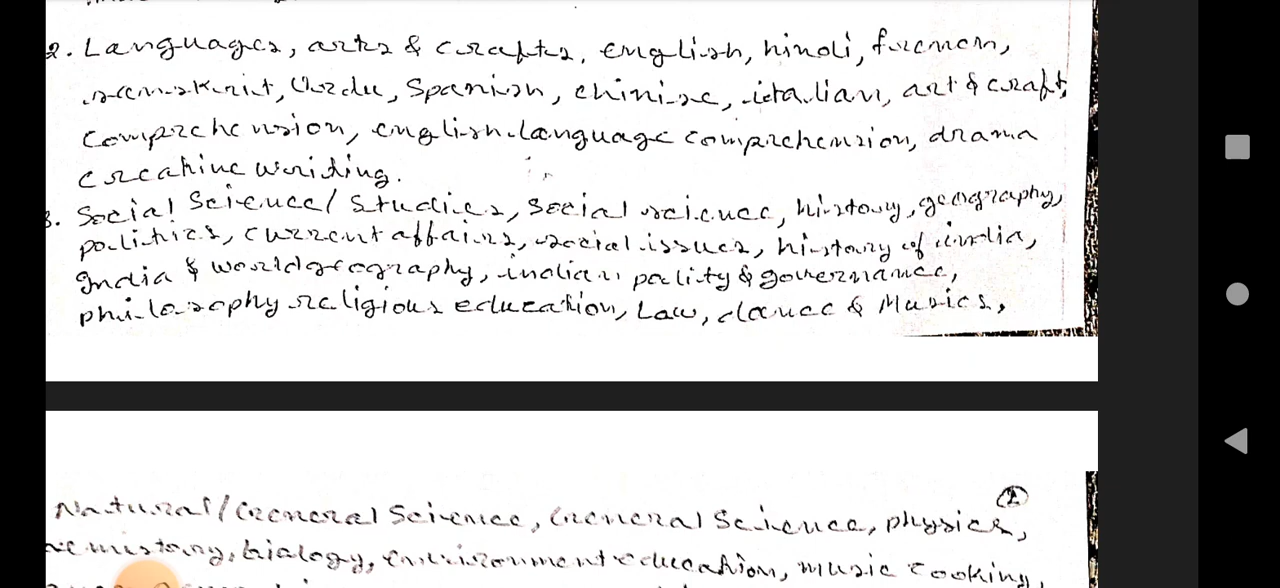 2. Languages, arts & crafts, english, hindi,
sanskrit, Urdu, Spanish, chinise, italian, art & craft,
comprehension, english language comprehension, drama
creative writing.
3. Social Science/ studies, social science, history, geography,
politics, current affairs, social issues, history of india,
India & world geography, indian polity & governance,
philosophy religious education, Law, dance & Musics,
2
Natural/General Science, General Science, physics,
biology, environment education, music cooking,